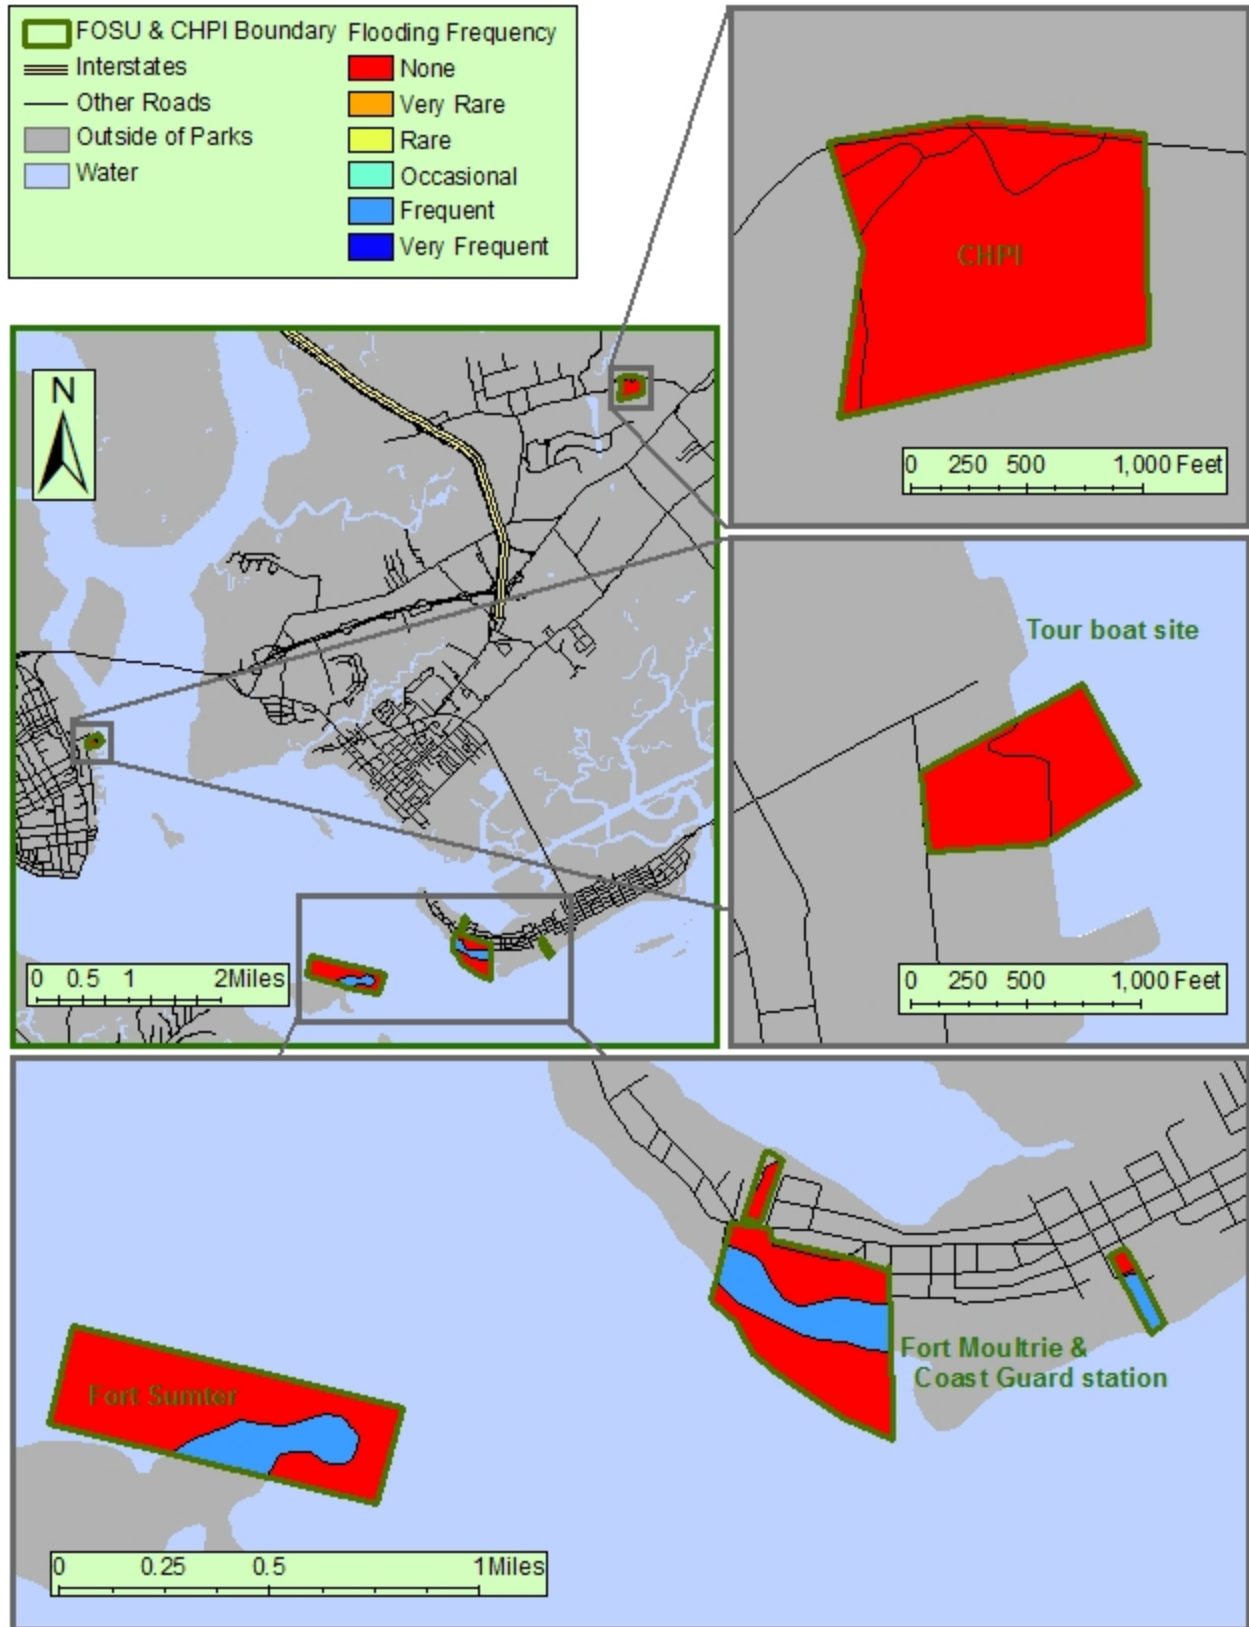 FOSU & CHPI Boundary
Interstates
Other Roads
Outside of Parks
Water
Flooding Frequency
None
Very Rare
Rare
Occasional
Frequent
Very Frequent
CHPI
0 250 500 1,000 Feet
N
0 0.5 1 2Miles
Tour boat site
0 250 500 1,000 Feet
Fort Moultrie &
Coast Guard station
Fort Sumter
0 0.25 0.5 1Miles